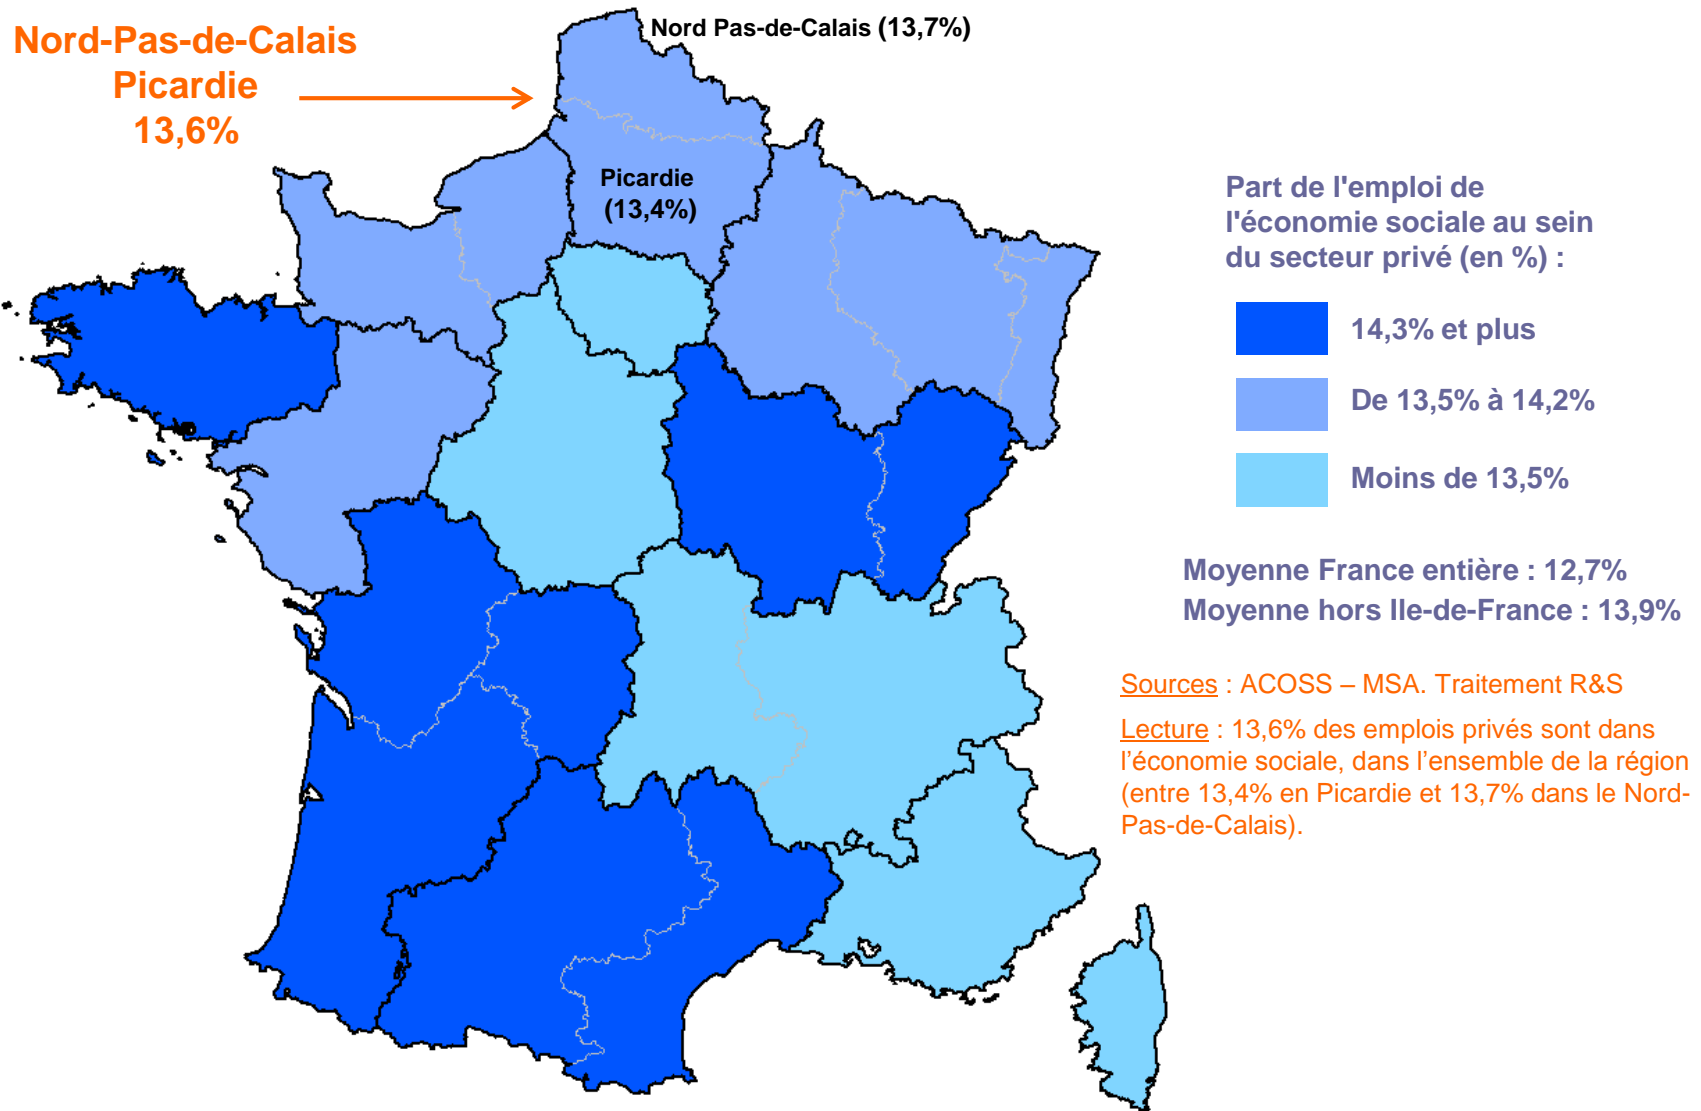 Nord-Pas-de-Calais
Picardie
13,6%
Nord Pas-de-Calais (13,7%)
Picardie
(13,4%)
Part de l'emploi de
l'économie sociale au sein
du secteur privé (en %) :
14,3% et plus
De 13,5% à 14,2%
Moins de 13,5%
Moyenne France entière : 12,7%
Moyenne hors Ile-de-France : 13,9%
Sources : ACOSS – MSA. Traitement R&S
Lecture : 13,6% des emplois privés sont dans
l’économie sociale, dans l’ensemble de la région
(entre 13,4% en Picardie et 13,7% dans le Nord-
Pas-de-Calais).